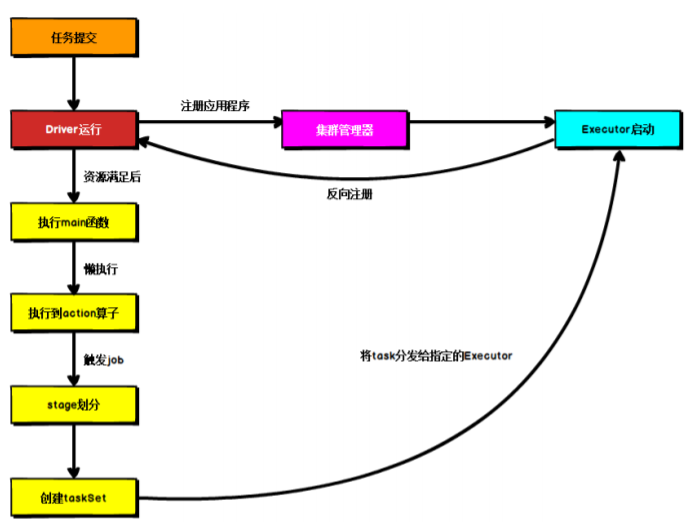 任务提交
注册应用程序
Driver运行
集群管理器
Executor启动
资源满足后
反向注册
执行main函数
懒执行
执行到action算子
触发job
将task分发给指定的Executor
stage划分
创建taskSet